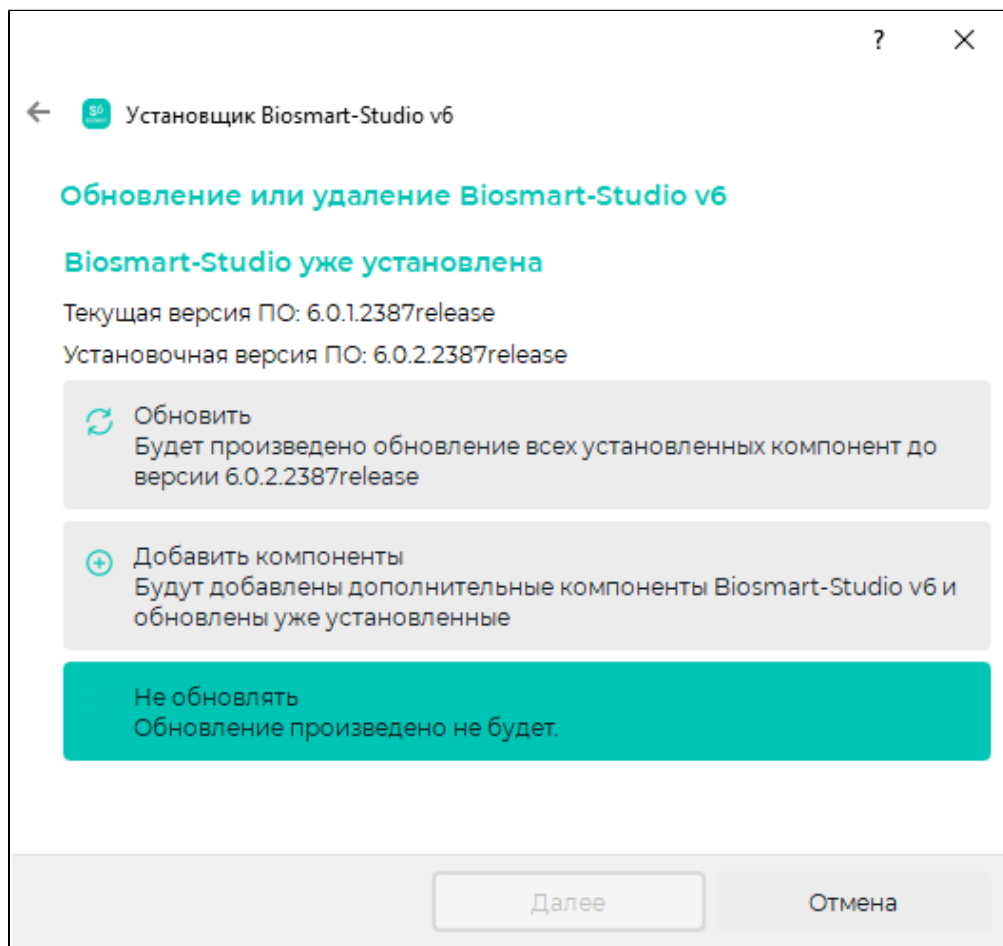 ?
Установщик Biosmart-Studio v6
Обновление или удаление Biosmart-Studio v6
Biosmart-Studio уже установлена
Текущая версия ПО: 6.0.1.2387release
Установочная версия ПО: 6.0.2.2387release
Обновить
Будет произведено обновление всех установленных компонент до
версии 6.0.2.2387release
Добавить компоненты
Будут добавлены дополнительные компоненты Biosmart-Studio v6 и
обновлены уже установленные
Не обновлять
Обновление произведено не будет.
Далее
Отмена